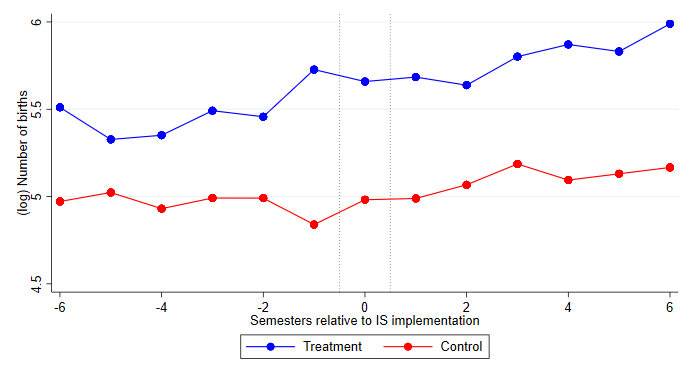 (log) Number of births
6
5.5
5
4.5
-6 -4 -2 0 2 4 6
Semesters relative to IS implementation
Treatment Control